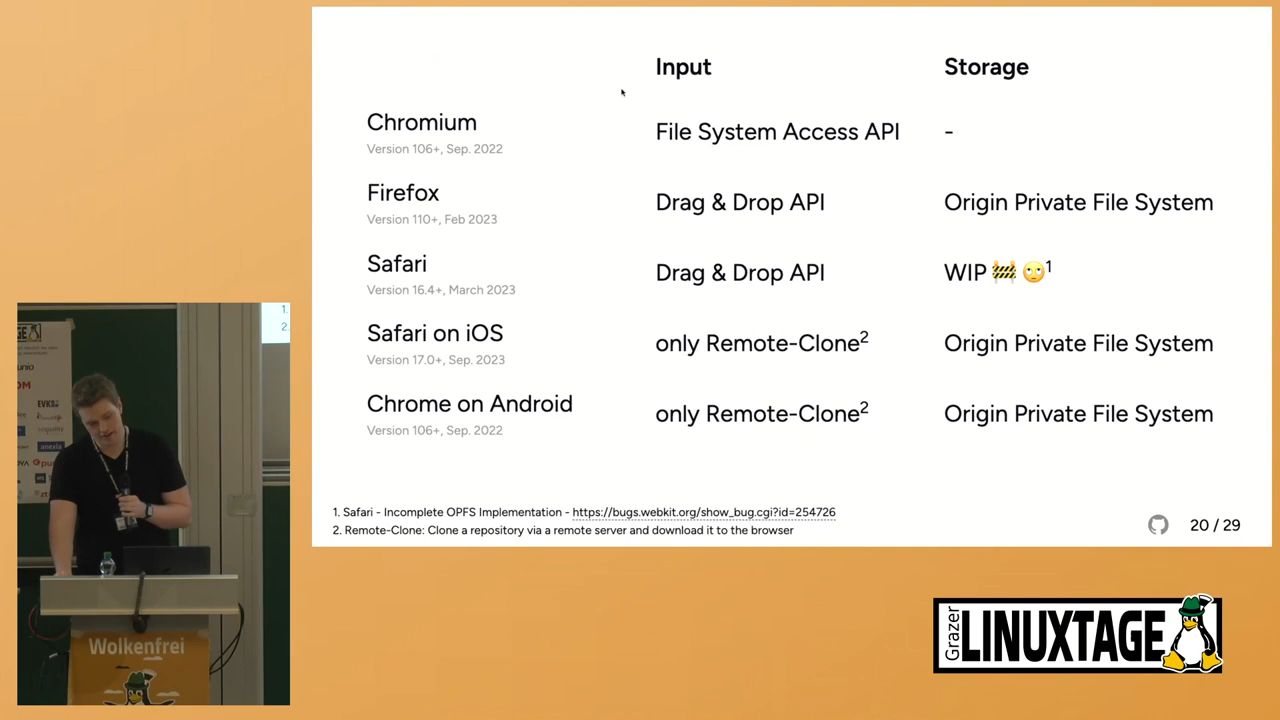 Input Storage
Chromium File System Access API -
Version 106+, Sep. 2022
Firefox Drag & Drop API Origin Private File System
Version 110+, Feb 2023
Safari Drag & Drop API WIP 🚧 🙄1
Version 16.4+, March 2023
Safari on iOS only Remote-Clone2 Origin Private File System
Version 17.0+, Sep. 2023
Chrome on Android only Remote-Clone2 Origin Private File System
Version 106+, Sep. 2022
1. Safari - Incomplete OPFS Implementation - https://bugs.webkit.org/show_bug.cgi?id=254726
2. Remote-Clone: Clone a repository via a remote server and download it to the browser
20 / 29
1.
2.
EVK
anexia
Wolkenfrei
Grazer
LINUXTAGE